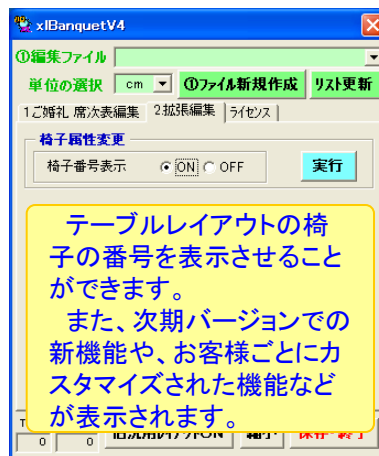 xlBanquetV4
①編集ファイル
単位の選択 cm ①ファイル新規作成 リスト更新
1ご婚礼 席次表編集 2拡張編集 ライセンス
椅子属性変更
椅子番号表示 ON OFF 実行
テーブルレイアウトの椅
子の番号を表示させること
ができます。
また、次期バージョンでの
新機能や、お客様ごとにカ
スタマイズされた機能など
が表示されます。
0 0